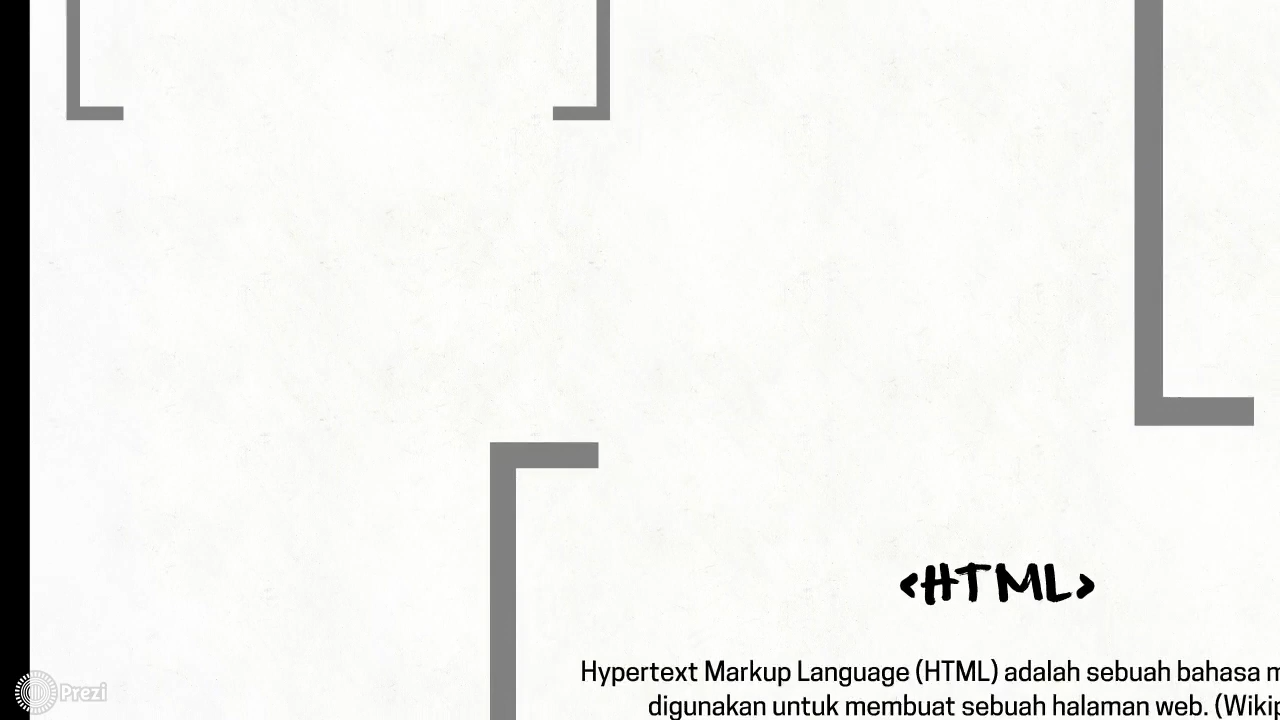 <HTML>
Hypertext Markup Language (HTML) adalah sebuah bahasa
digunakan untuk membuat sebuah halaman web.
Prezi